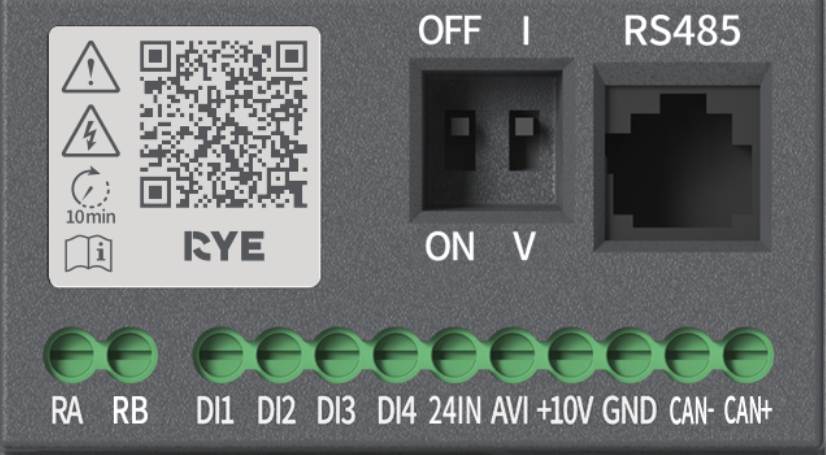 OFF I
RS485
10min
RYE
ON V
RA RB DI1 DI2 DI3 DI4 24IN AVI +10V GND CAN- CAN+